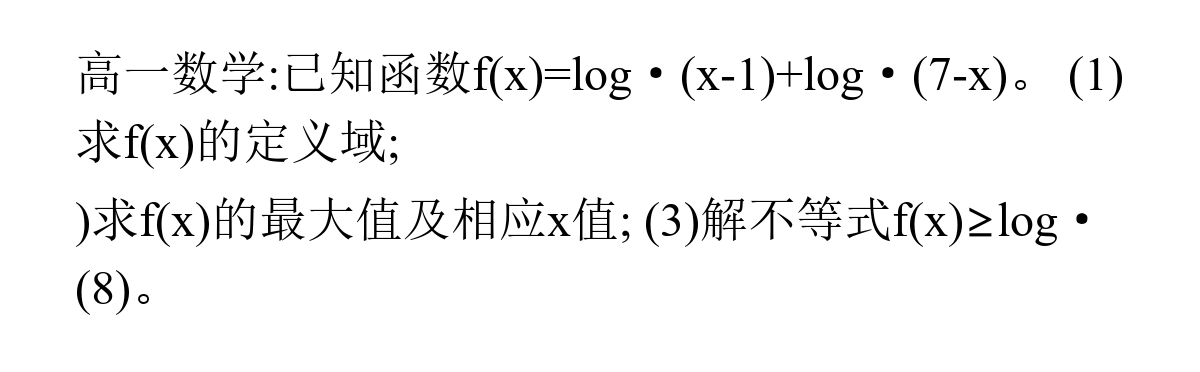 高一数学:已知函数f(x)=log·(x-1)+log·(7-x)。 (1)
求f(x)的定义域;
)求f(x)的最大值及相应x值; (3)解不等式f(x)≥log·
(8)。